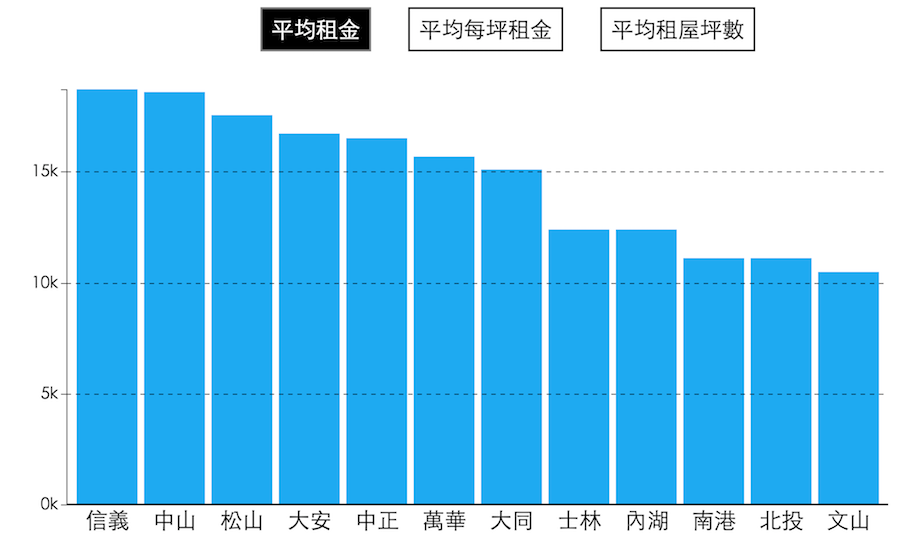 平均租金 平均每坪租金 平均租屋坪數
15k
10k
5k
0k
信義 中山 松山 大安 中正 萬華 大同 士林 內湖 南港 北投 文山